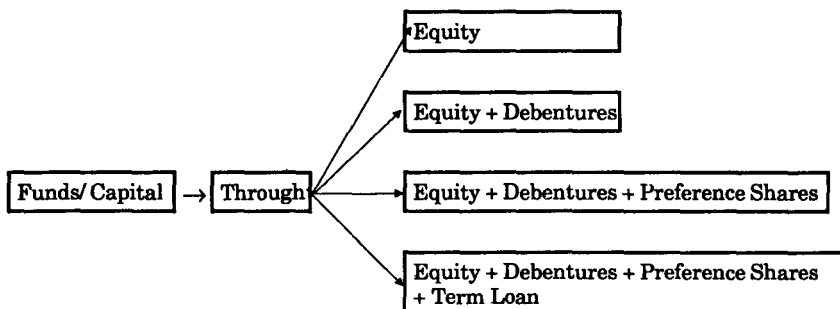 Equity
Equity + Debentures
Funds/ Capital → Through
Equity + Debentures + Preference Shares
Equity + Debentures + Preference Shares
+ Term Loan